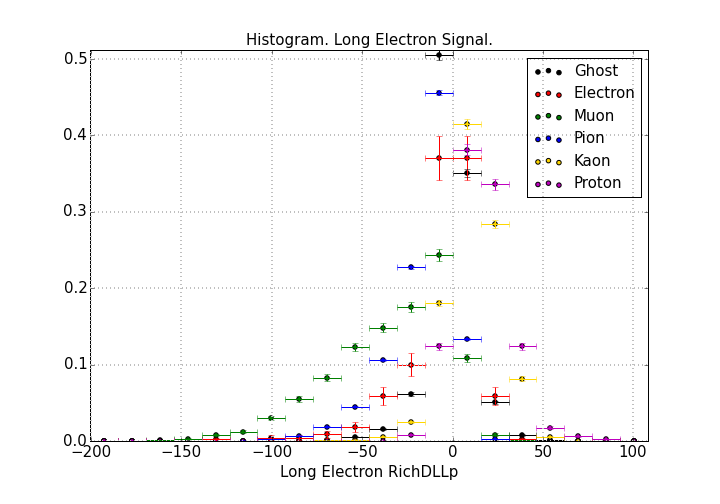 Histogram. Long Electron Signal.
0.5
0.4
0.3
0.2
0.1
0.0
Ghost
Electron
Muon
Pion
Kaon
Proton
−200 −150 −100 −50 0 50 100
Long Electron RichDLLp